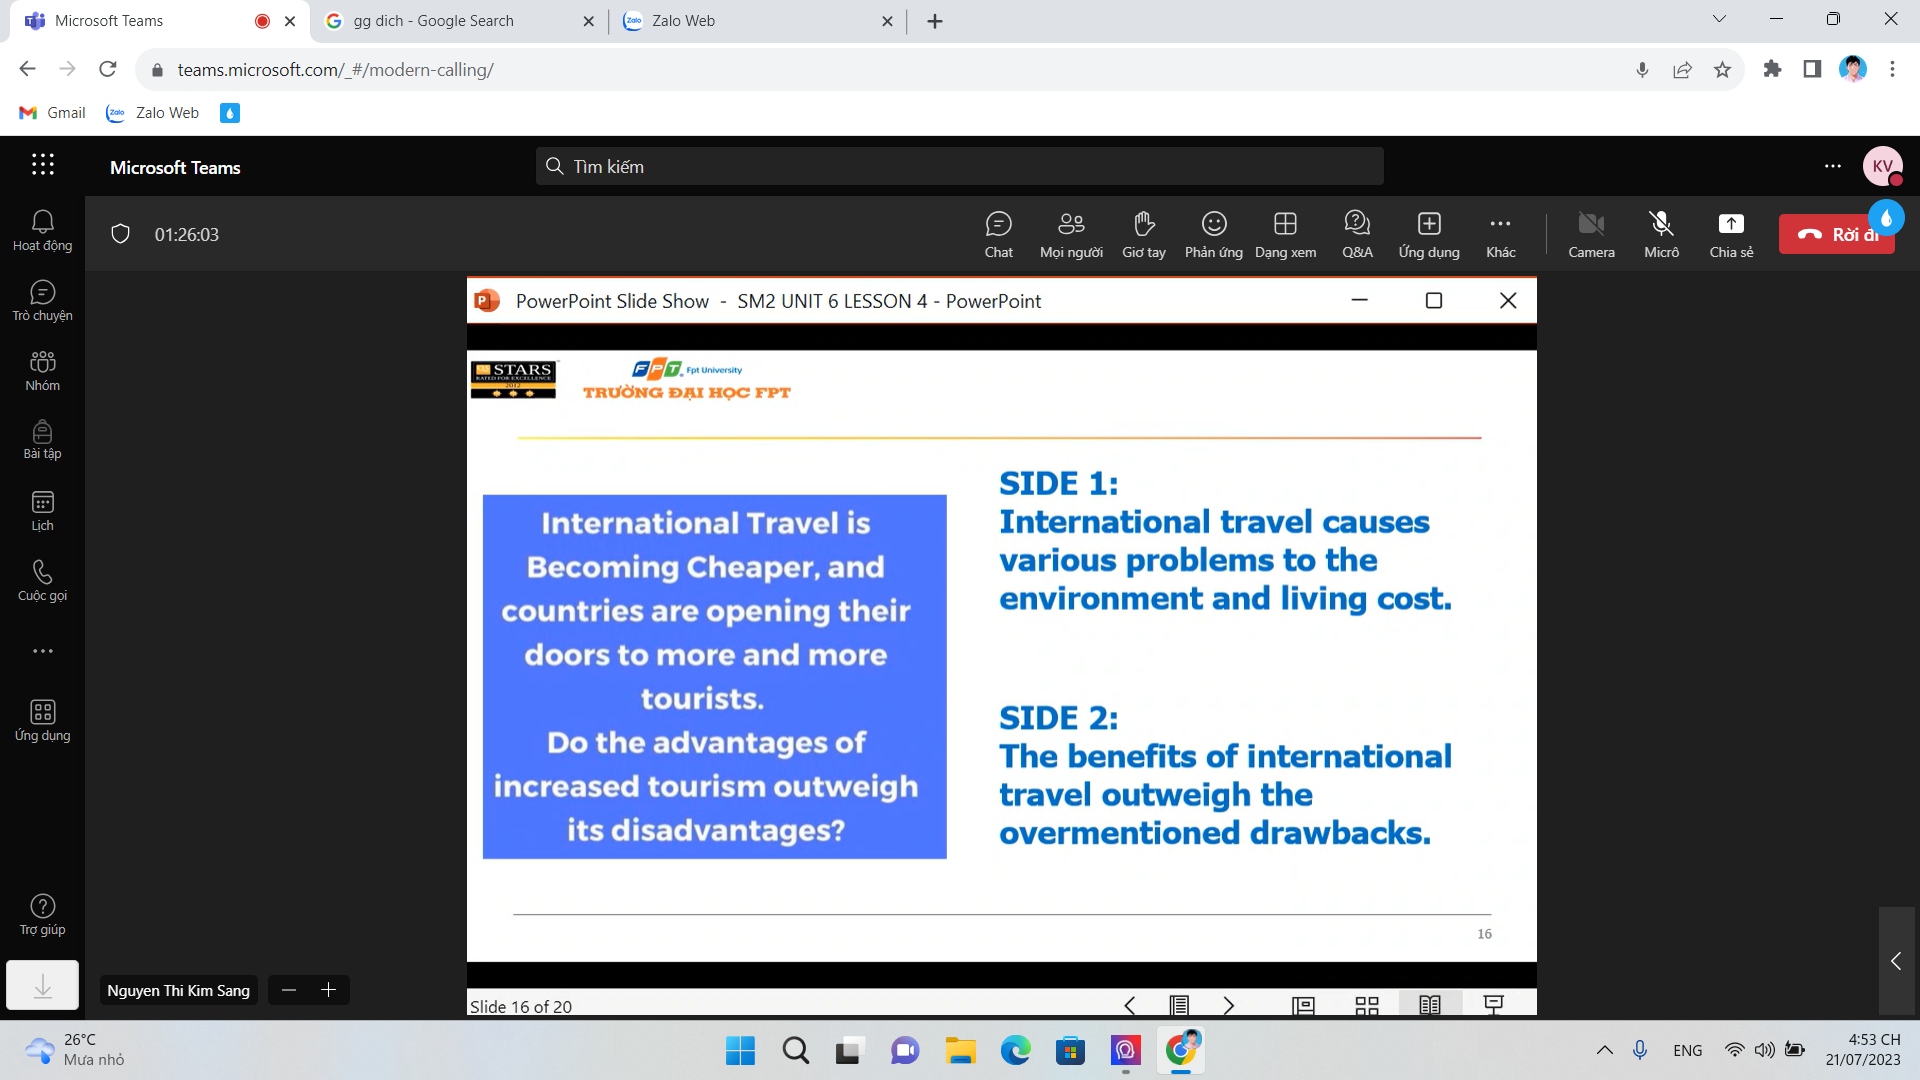 Microsoft Teams
gg dich - Google Search
Zalo Web
teams.microsoft.com/_#/modern-calling/
Gmail
Zalo Web
Microsoft Teams
Tìm kiếm
KV
01:26:03
Chat
Mọi người
Giơ tay
Phản ứng
Dạng xem
Q&A
Ứng dụng
Khác
Camera
Micrô
Chia sẻ
Rời đi
Hoạt động
Trò chuyện
Nhóm
Bài tập
Lịch
Cuộc gọi
Ứng dụng
Trợ giúp
PowerPoint Slide Show - SM2 UNIT 6 LESSON 4 - PowerPoint
STARS
RATED FOR EXCELLENCE
2012
FPT Fpt University
TRƯỜNG ĐẠI HỌC FPT
International Travel is
Becoming Cheaper, and
countries are opening their
doors to more and more
tourists.
Do the advantages of
increased tourism outweigh
its disadvantages?
SIDE 1:
International travel causes
various problems to the
environment and living cost.
SIDE 2:
The benefits of international
travel outweigh the
overmentioned drawbacks.
16
Nguyen Thi Kim Sang
Slide 16 of 20
26°C
Mưa nhỏ
ENG
4:53 CH
21/07/2023